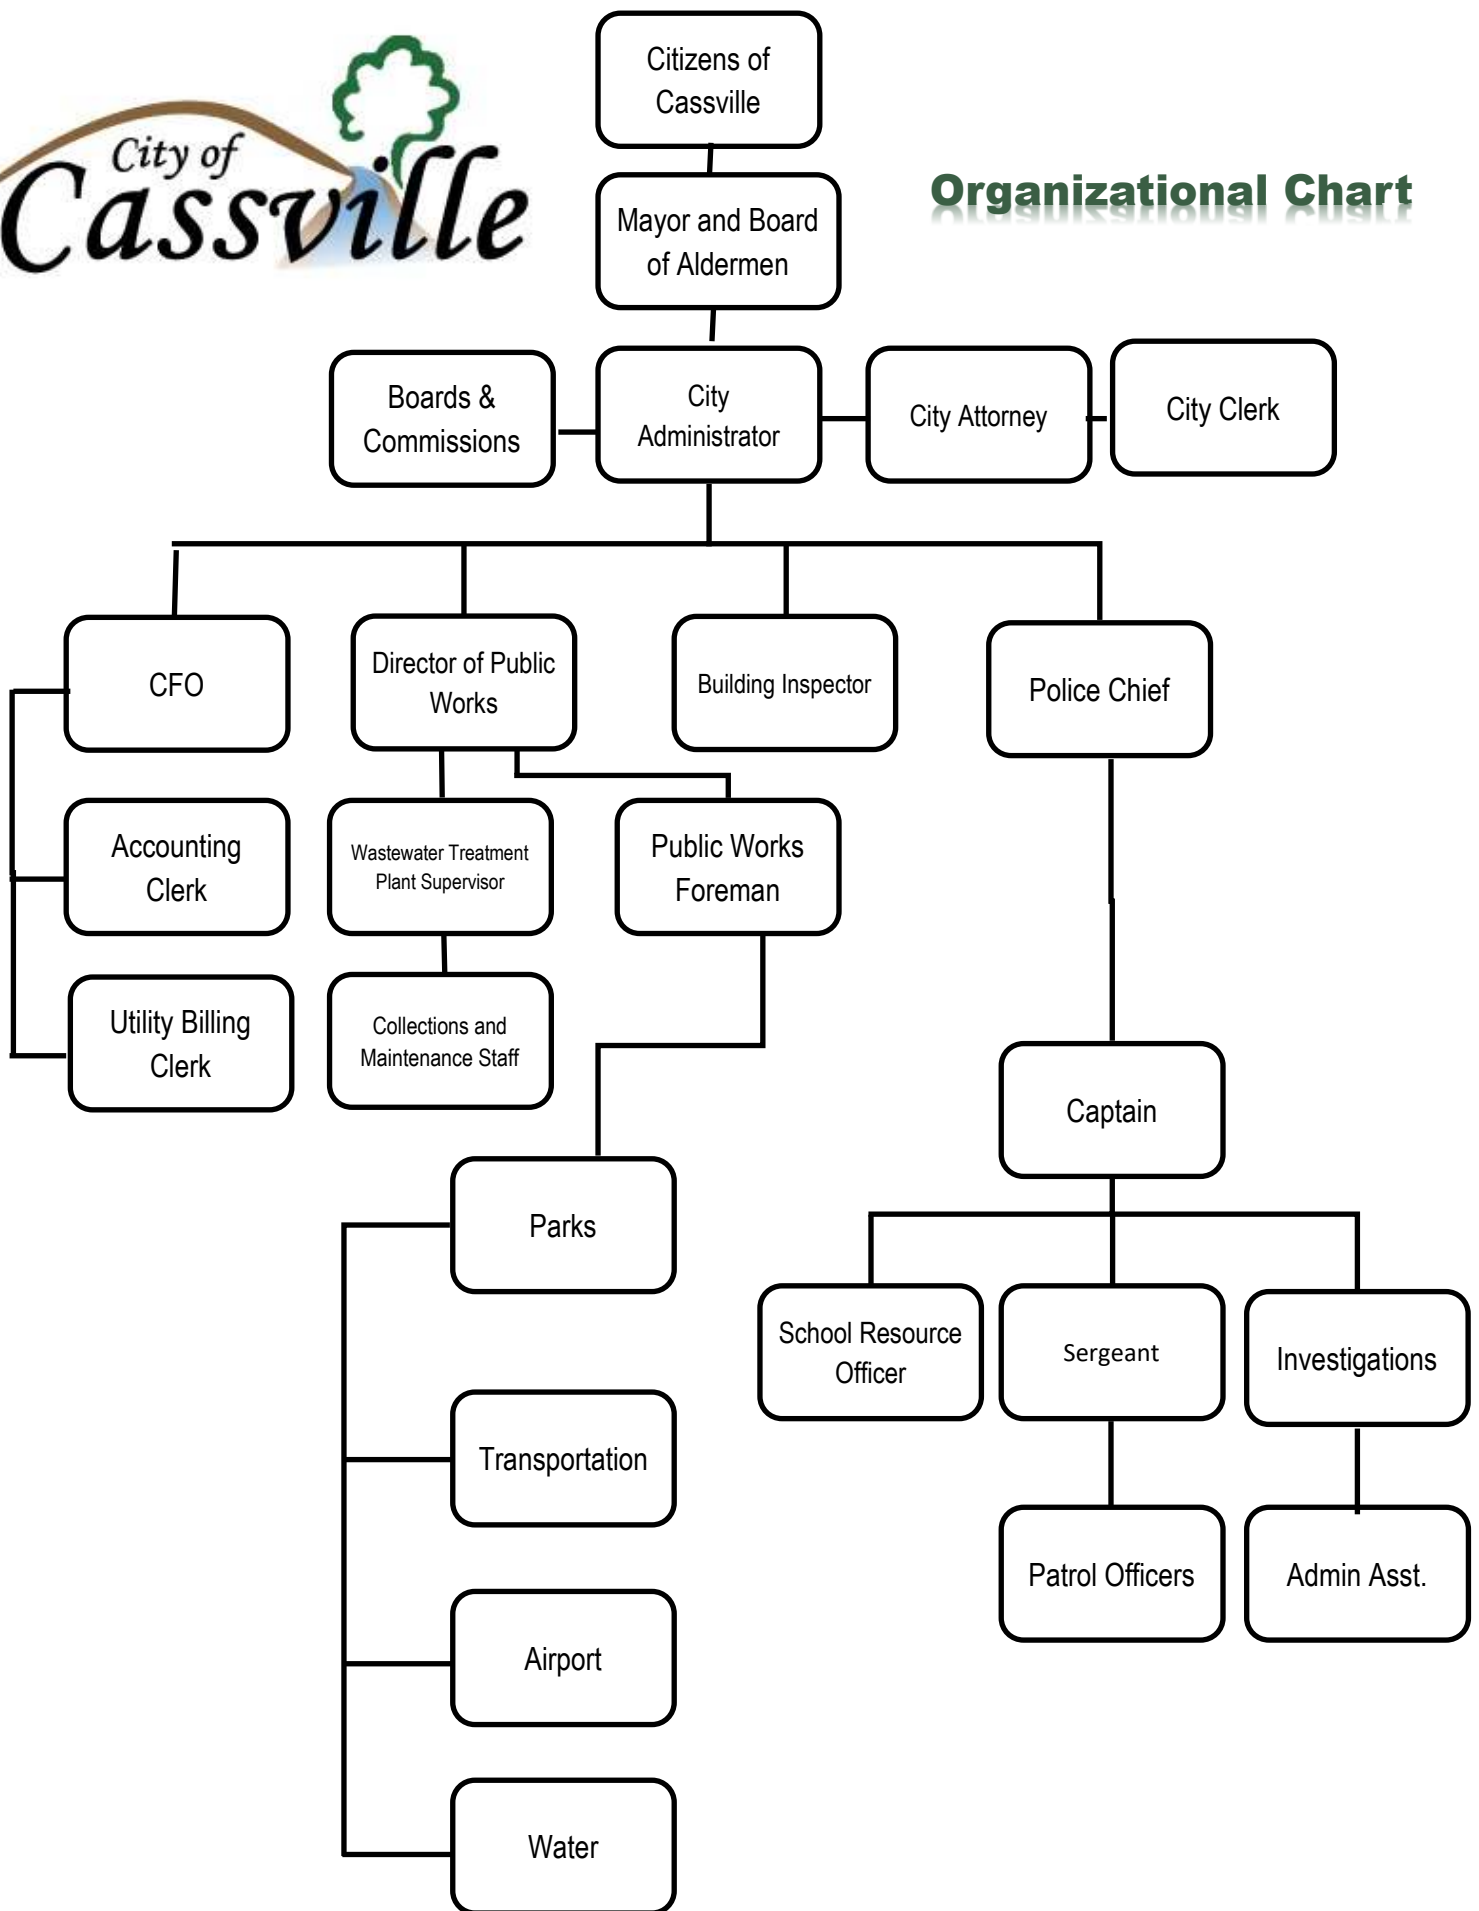 City of
Cassville
Organizational Chart
Citizens of
Cassville
Mayor and Board
of Aldermen
Boards &
Commissions
City
Administrator
City Attorney
City Clerk
CFO
Director of Public
Works
Building Inspector
Police Chief
Accounting
Clerk
Wastewater Treatment
Plant Supervisor
Public Works
Foreman
Utility Billing
Clerk
Collections and
Maintenance Staff
Captain
Parks
School Resource
Officer
Sergeant
Investigations
Transportation
Patrol Officers
Admin Asst.
Airport
Water